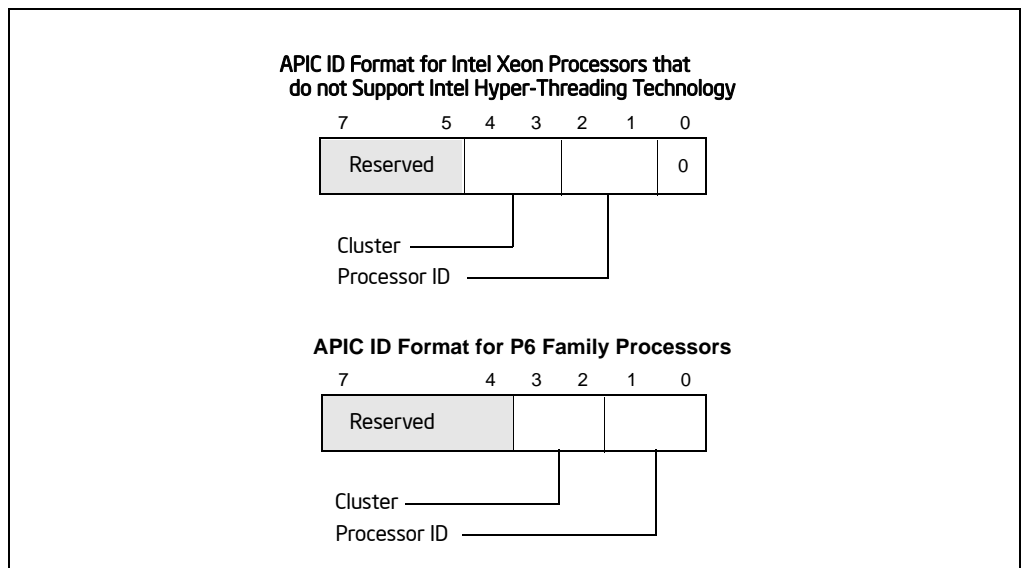 APIC ID Format for Intel Xeon Processors that
do not Support Intel Hyper-Threading Technology
7 5 4 3 2 1 0
Reserved 0
Cluster
Processor ID
APIC ID Format for P6 Family Processors
7 4 3 2 1 0
Reserved
Cluster
Processor ID